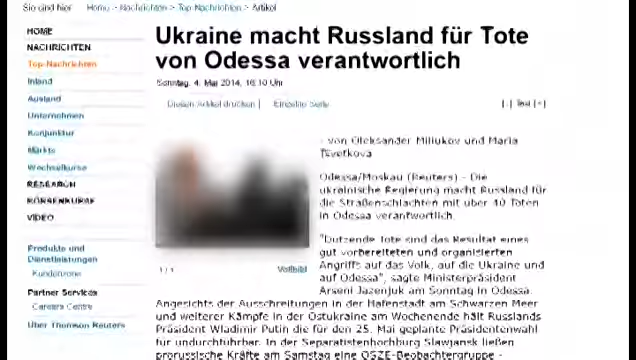 Sie sind hier: Home > Nachrichten > Top-Nachrichten > Artikel
HOME
NACHRICHTEN
Top-Nachrichten
Inland
Ausland
Unternehmen
Konjunktur
Märkte
Wechselkurse
RESEARCH
BÖRSENKURSE
VIDEO
Produkte und
Dienstleistungen
Kundenzone
Partner Services
Careers Centre
Über Thomson Reuters
Ukraine macht Russland für Tote
von Odessa verantwortlich
Sonntag, 4. Mai 2014, 16:10 Uhr
Diesen Artikel drucken | Einzelne Seite
[-] Text [+]
- von Oleksander Miliukov und Maria
Tsvetkova
Odessa/Moskau (Reuters) - Die
ukrainische Regierung macht Russland für
die Straßenschlachten mit über 40 Toten
in Odessa verantwortlich.
"Dutzende Tote sind das Resultat eines
gut vorbereiteten und organisierten
Angriffs auf das Volk, auf die Ukraine und
auf Odessa", sagte Ministerpräsident
Arseni Jazenjuk am Sonntag in Odessa.
1 / 1
Vollbild
Angesichts der Ausschreitungen in der Hafenstadt am Schwarzen Meer
und weiterer Kämpfe in der Ostukraine am Wochenende hält Russlands
Präsident Wladimir Putin die für den 25. Mai geplante Präsidentenwahl
für undurchführbar. In der Separatistenhochburg Slawjansk ließen
prorussische Kräfte am Samstag eine OSZE-Beobachtergruppe -